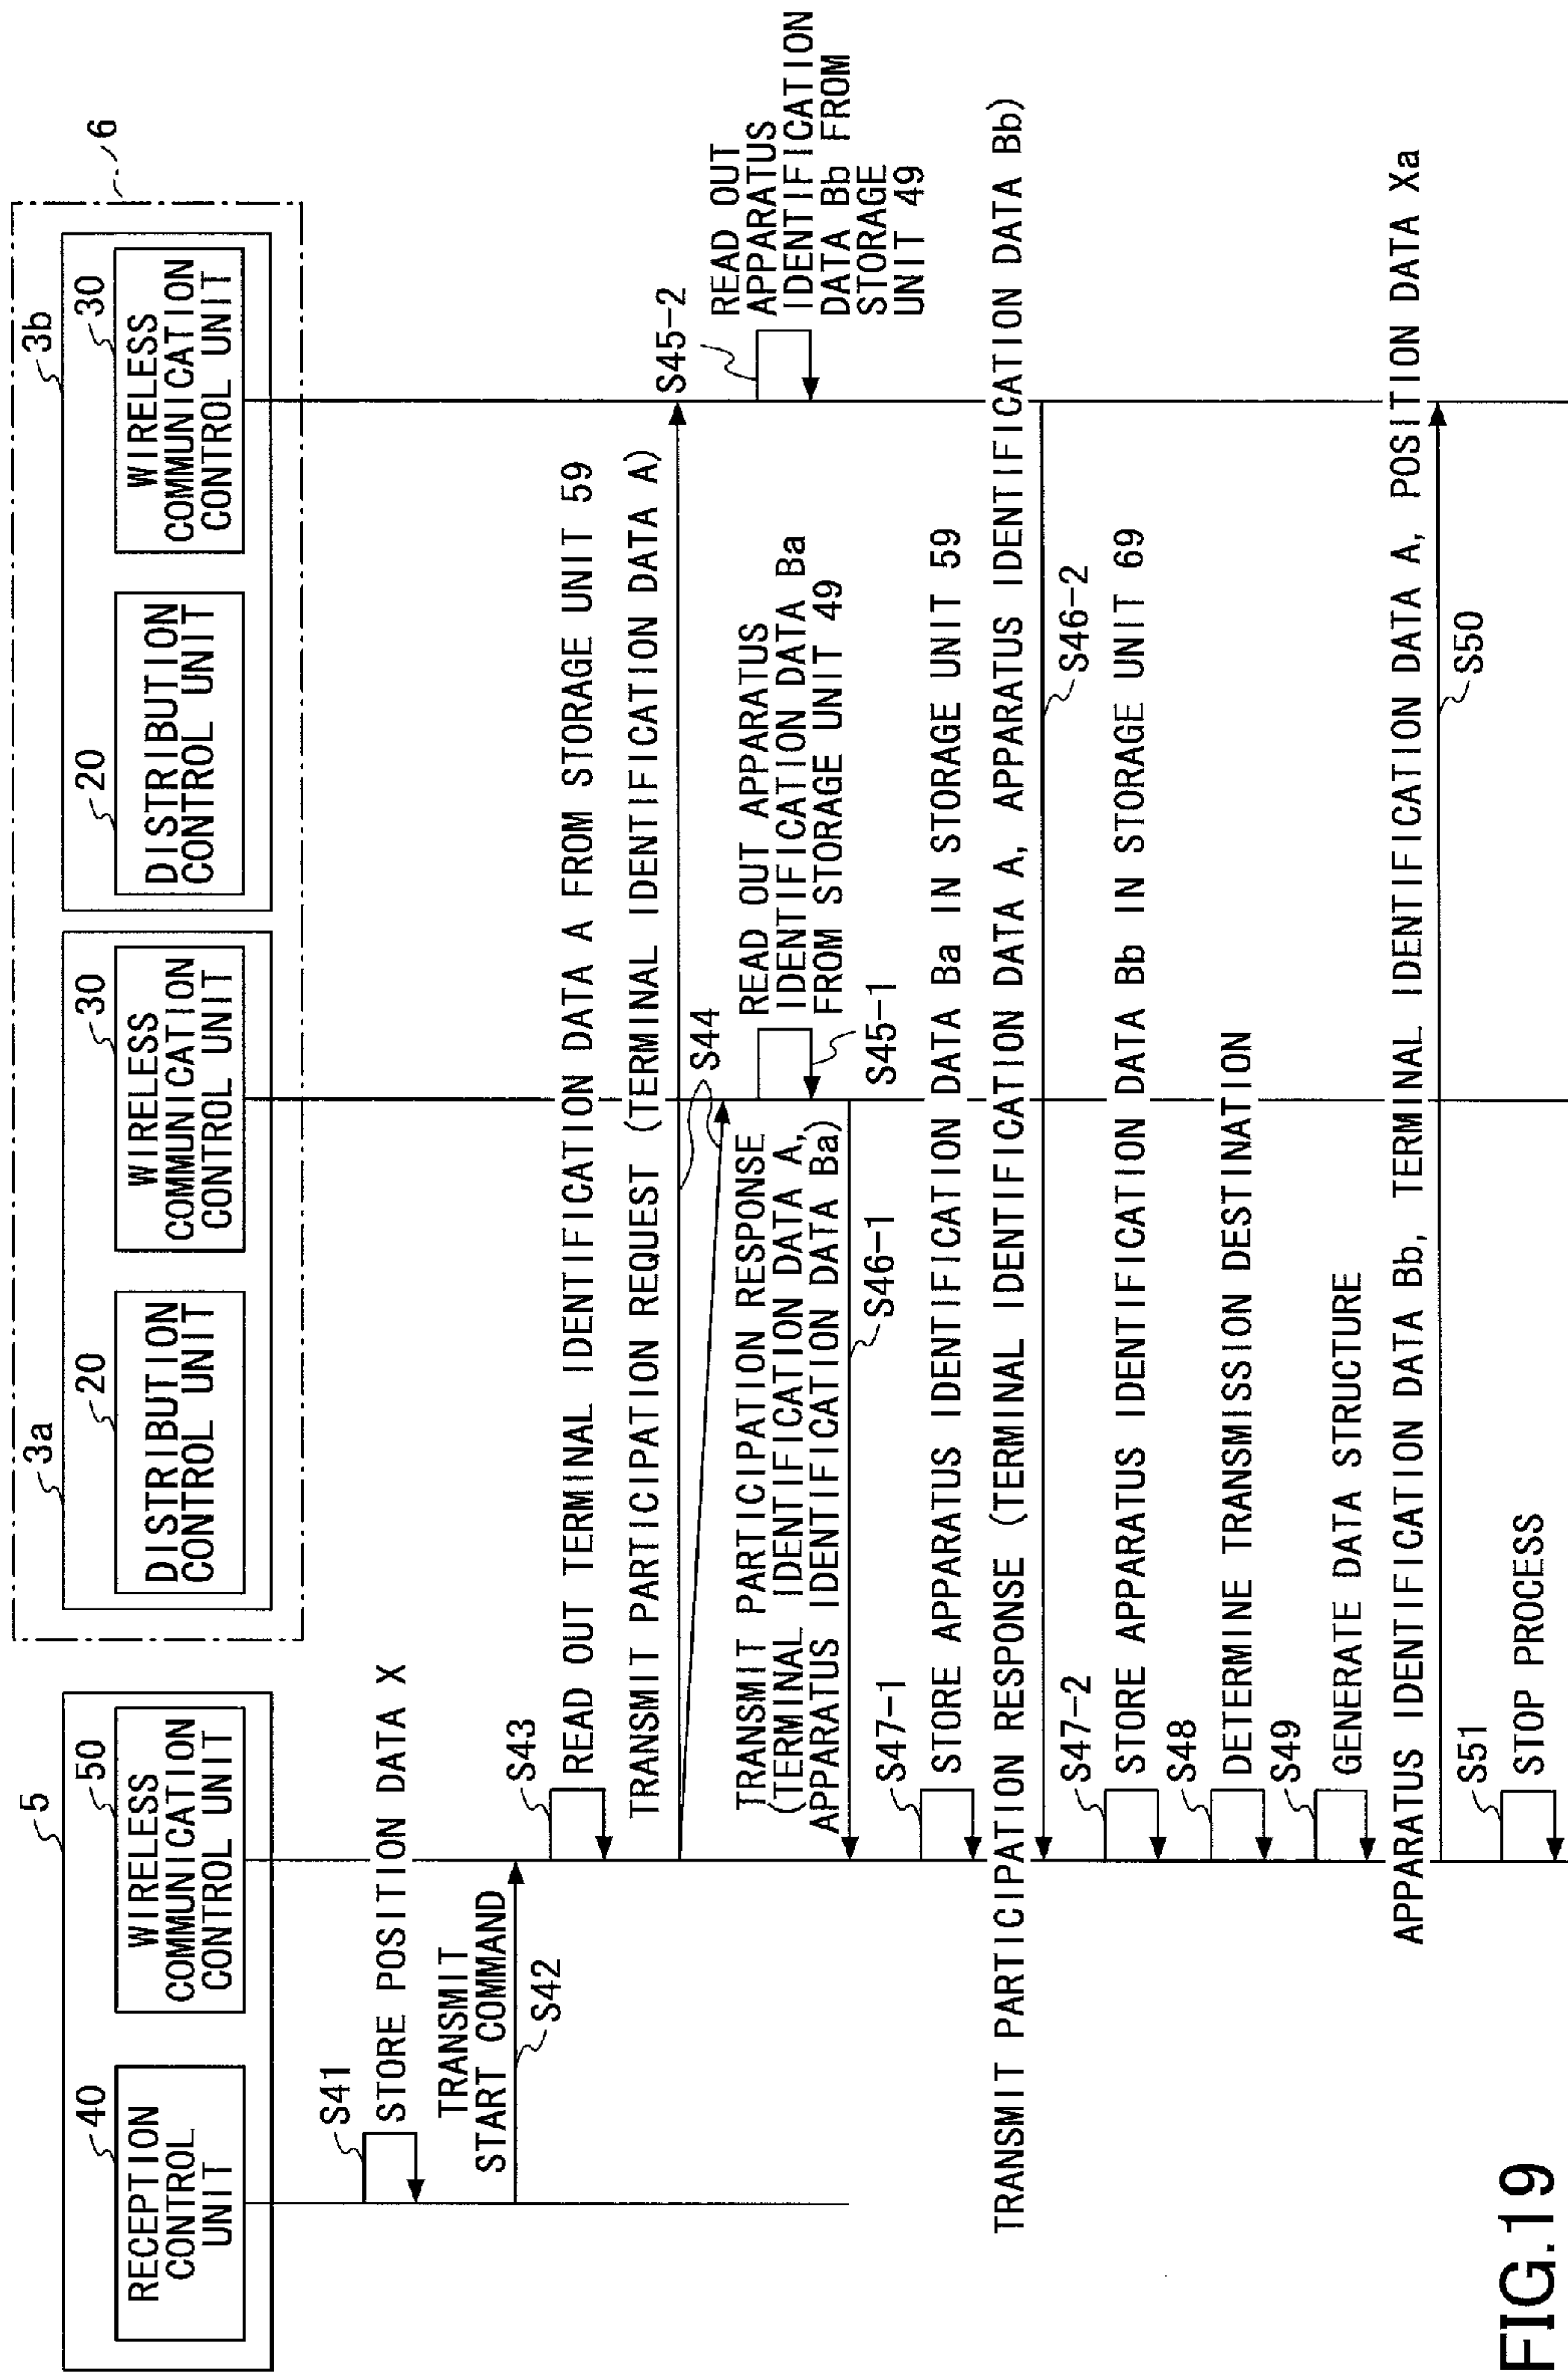 5
40
RECEPTION
CONTROL
UNIT
50
WIRELESS
COMMUNICATION
CONTROL UNIT
6
3a
20
DISTRIBUTION
CONTROL UNIT
30
WIRELESS
COMMUNICATION
CONTROL UNIT
3b
20
DISTRIBUTION
CONTROL UNIT
30
WIRELESS
COMMUNICATION
CONTROL UNIT
S41
STORE POSITION DATA X
TRANSMIT
START COMMAND
S42
S43
READ OUT TERMINAL IDENTIFICATION DATA A FROM STORAGE UNIT 59
TRANSMIT PARTICIPATION REQUEST (TERMINAL IDENTIFICATION DATA A)
S44
S45-2
READ OUT
APPARATUS
IDENTIFICATION
DATA Bb FROM
STORAGE
UNIT 49
READ OUT APPARATUS
IDENTIFICATION DATA Ba
FROM STORAGE UNIT 49
S45-1
TRANSMIT PARTICIPATION RESPONSE
(TERMINAL IDENTIFICATION DATA A,
APPARATUS IDENTIFICATION DATA Ba)
S46-1
S47-1
STORE APPARATUS IDENTIFICATION DATA Ba IN STORAGE UNIT 59
TRANSMIT PARTICIPATION RESPONSE (TERMINAL IDENTIFICATION DATA A, APPARATUS IDENTIFICATION DATA Bb)
S46-2
S47-2
STORE APPARATUS IDENTIFICATION DATA Bb IN STORAGE UNIT 69
S48
DETERMINE TRANSMISSION DESTINATION
S49
GENERATE DATA STRUCTURE
APPARATUS IDENTIFICATION DATA Bb, TERMINAL IDENTIFICATION DATA A, POSITION DATA Xa
S50
S51
STOP PROCESS
FIG.19